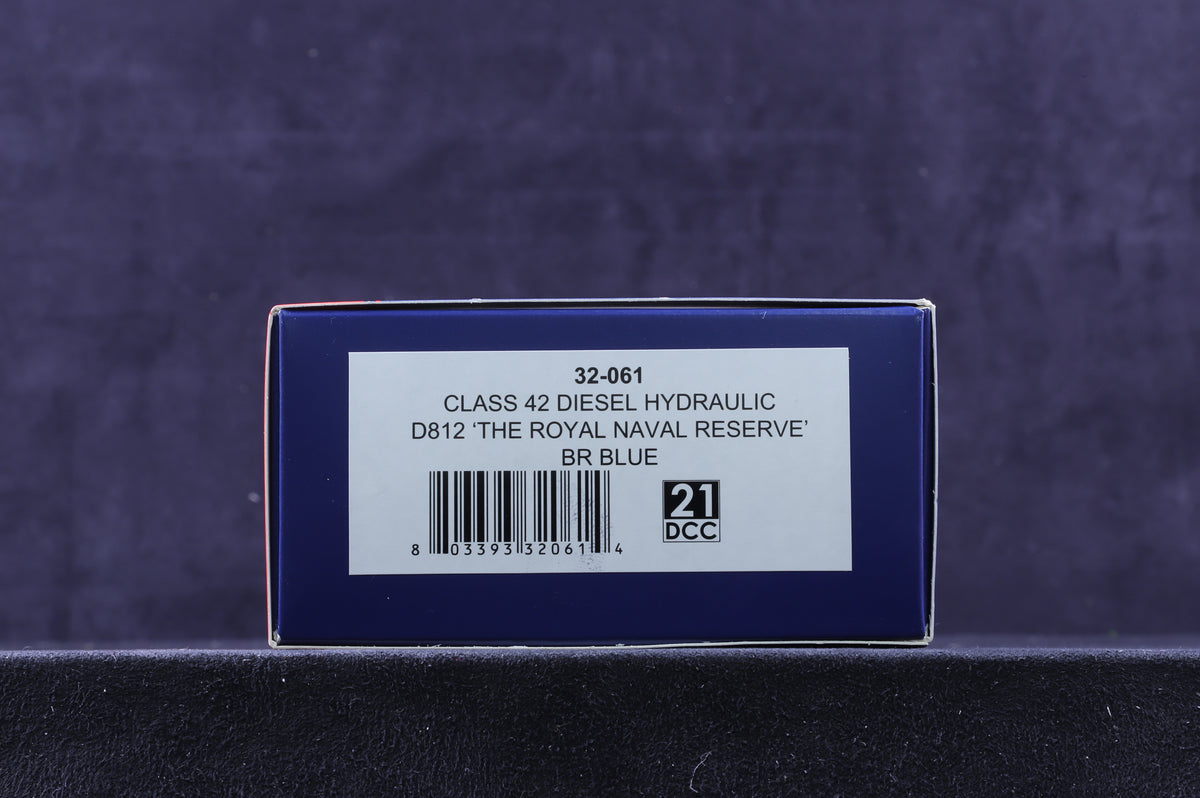 32-061
CLASS 42 DIESEL HYDRAULIC
D812 ‘THE ROYAL NAVAL RESERVE’
BR BLUE
21
DCC
8 03393 32061 4